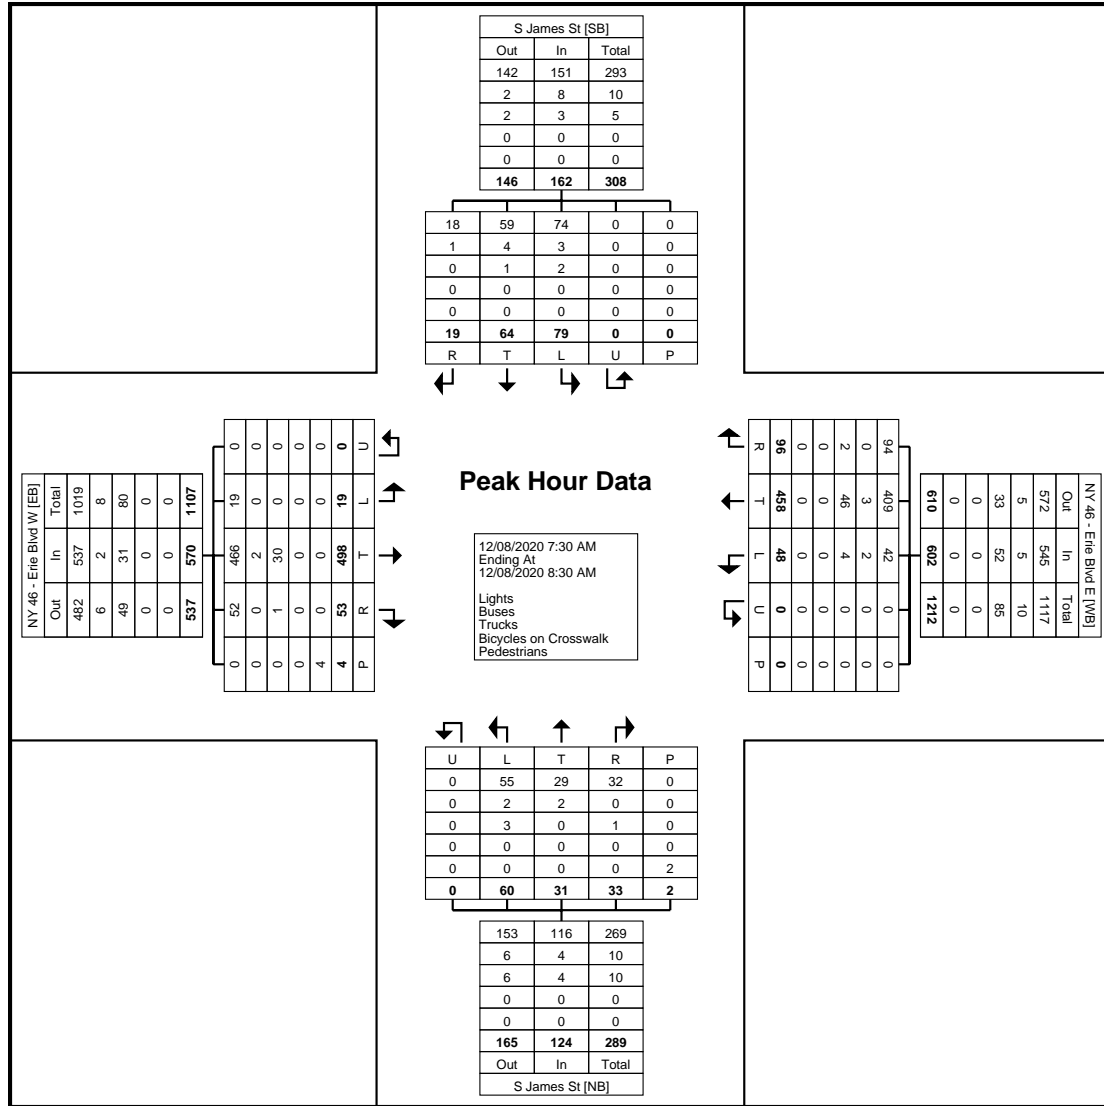 S James St [SB]
Out In Total
142 151 293
2 8 10
2 3 5
0 0 0
0 0 0
146 162 308
18 59 74 0 0
1 4 3 0 0
0 1 2 0 0
0 0 0 0 0
0 0 0 0 0
19 64 79 0 0
R T L U P
NY 46 - Erie Blvd W [EB]
Total In Out
1019 537 482
8 2 6
80 31 49
0 0 0
0 0 0
1107 570 537
0 19 466 52 0
0 0 2 0 0
0 0 30 1 0
0 0 0 0 0
0 0 0 0 4
0 19 498 53 4
U L T R P
Peak Hour Data
12/08/2020 7:30 AM
Ending At
12/08/2020 8:30 AM
Lights
Buses
Trucks
Bicycles on Crosswalk
Pedestrians
R T L U P
96 458 48 0 0
0 0 0 0 0
0 0 0 0 0
2 46 4 0 0
0 3 2 0 0
94 409 42 0 0
610 602 1212
0 0 0
0 0 0
33 52 85
5 5 10
572 545 1117
Out In Total
NY 46 - Erie Blvd E [WB]
U L T R P
0 55 29 32 0
0 2 2 0 0
0 3 0 1 0
0 0 0 0 0
0 0 0 0 2
0 60 31 33 2
153 116 269
6 4 10
6 4 10
0 0 0
0 0 0
165 124 289
Out In Total
S James St [NB]